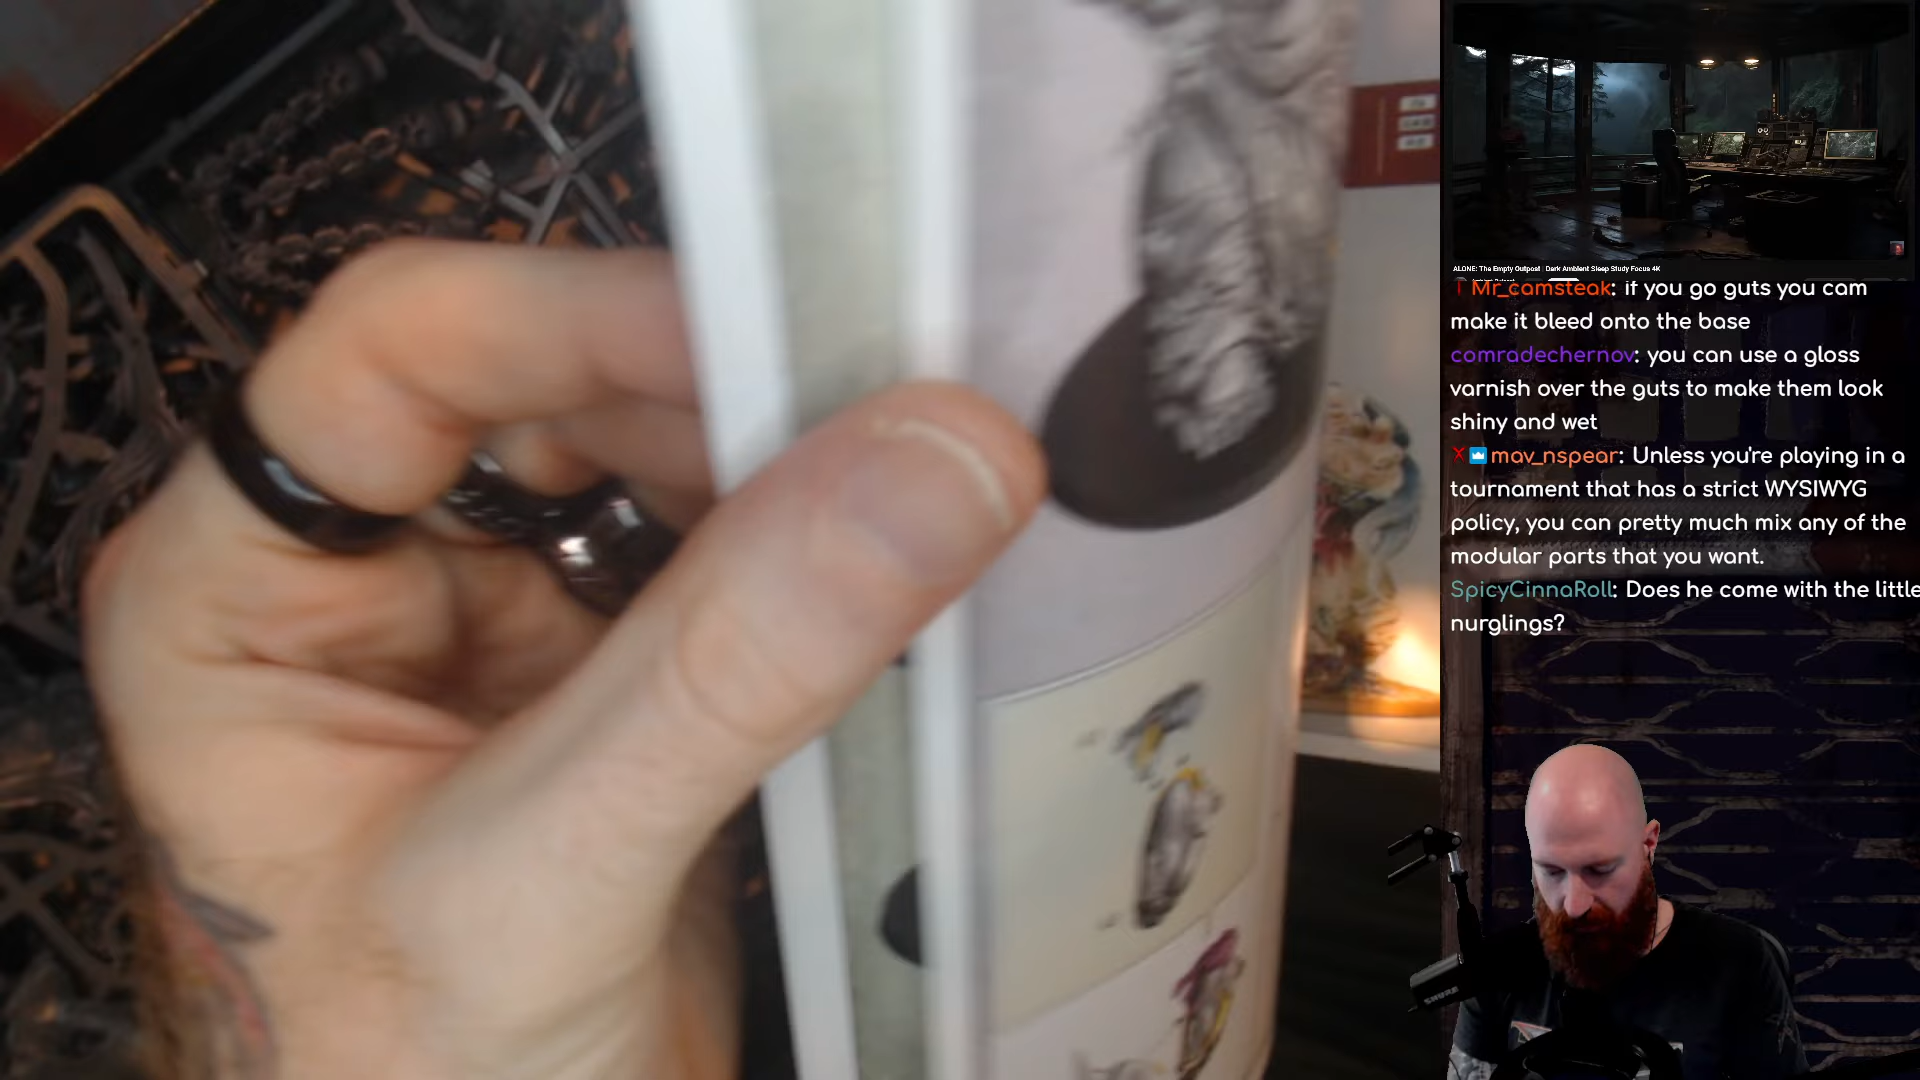 ALONE: The Empty Outpost | Dark Ambient Sleep Study Focus 4K
Mr_camsteak: if you go guts you cam
make it bleed onto the base
comradechernov: you can use a gloss
varnish over the guts to make them look
shiny and wet
mav_nspear: Unless you're playing in a
tournament that has a strict WYSIWYG
policy, you can pretty much mix any of the
modular parts that you want.
SpicyCinnaRoll: Does he come with the little
nurglings?
SHURE